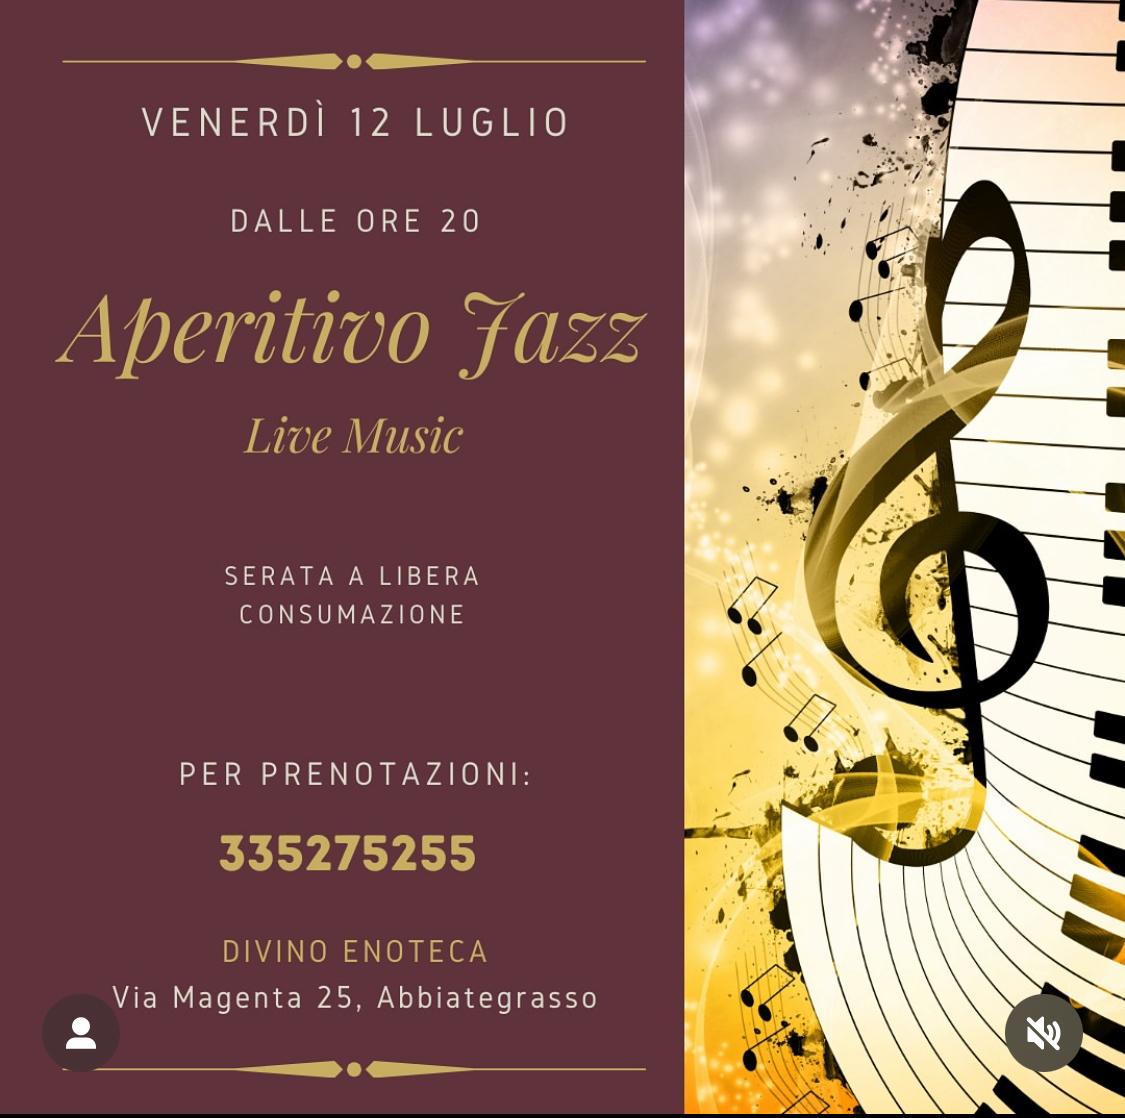 VENERDÌ 12 LUGLIO
DALLE ORE 20
Aperitivo Jazz
Live Music
SERATA A LIBERA
CONSUMAZIONE
PER PRENOTAZIONI:
335275255
DIVINO ENOTECA
Via Magenta 25, Abbiategrasso